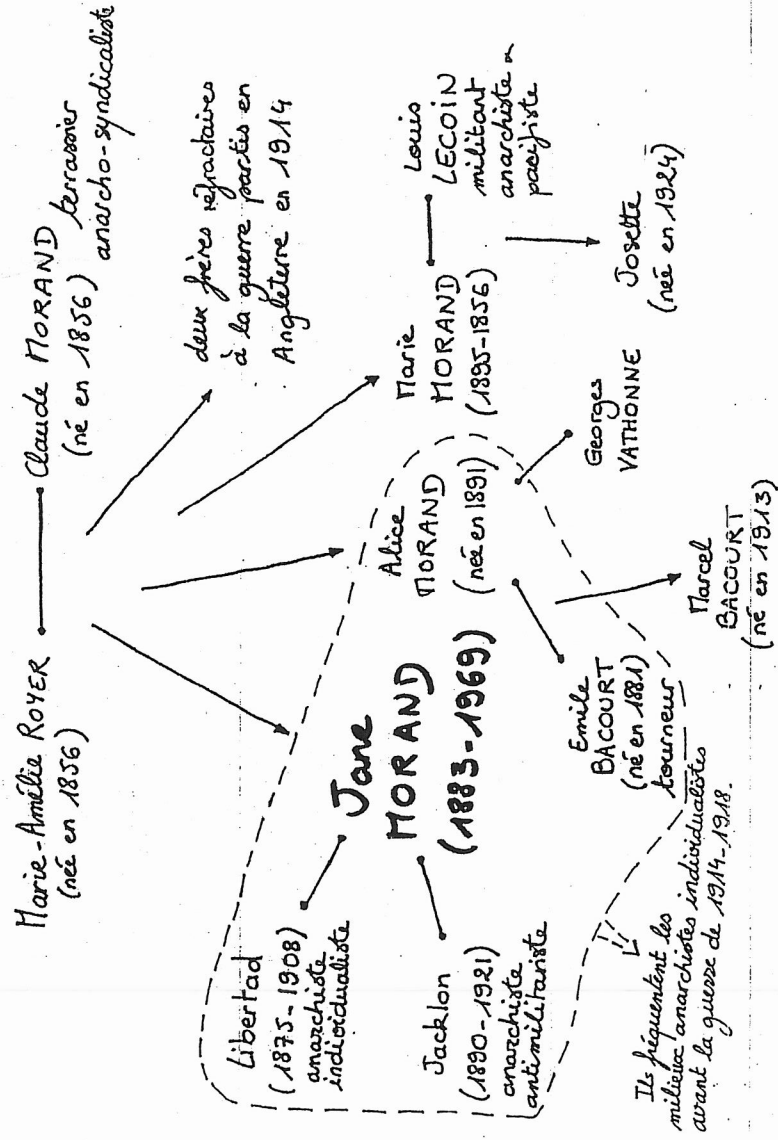 Marie-Amélie ROYER
(née en 1856)
Claude MORAND
(né en 1856)
terrassier
anarcho-syndicaliste
deux frères réfractaires
à la guerre partis en
Angleterre en 1914
Libertad
(1875-1908)
anarchiste
individualiste
Jacklon
(1890-1921)
anarchiste
antimilitariste
Jane
MORAND
(1883-1969)
Alice
MORAND
(née en 1891)
Marie
MORAND
(1895-1856)
Louis
LECOIN
militant
anarchiste &
pacifiste
Emile
BACOURT
(né en 1881)
tourneur
Georges
VATHONNE
Josette
(née en 1924)
Marcel
BACOURT
(né en 1913)
Ils fréquentent les
milieux anarchistes individualistes
avant la guerre de 1914-1918.